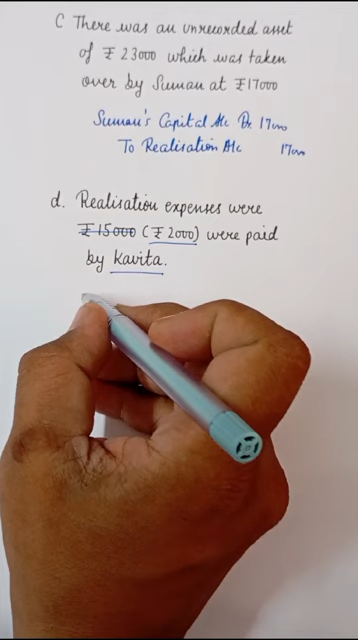 C There was an unrecorded asset
of ₹ 23000 which was taken
over by Suman at ₹17000
Suman's Capital A/c Dr. 17000
To Realisation A/c 17000
d. Realisation expenses were
₹ 15000 (₹ 2000) were paid
by Kavita.